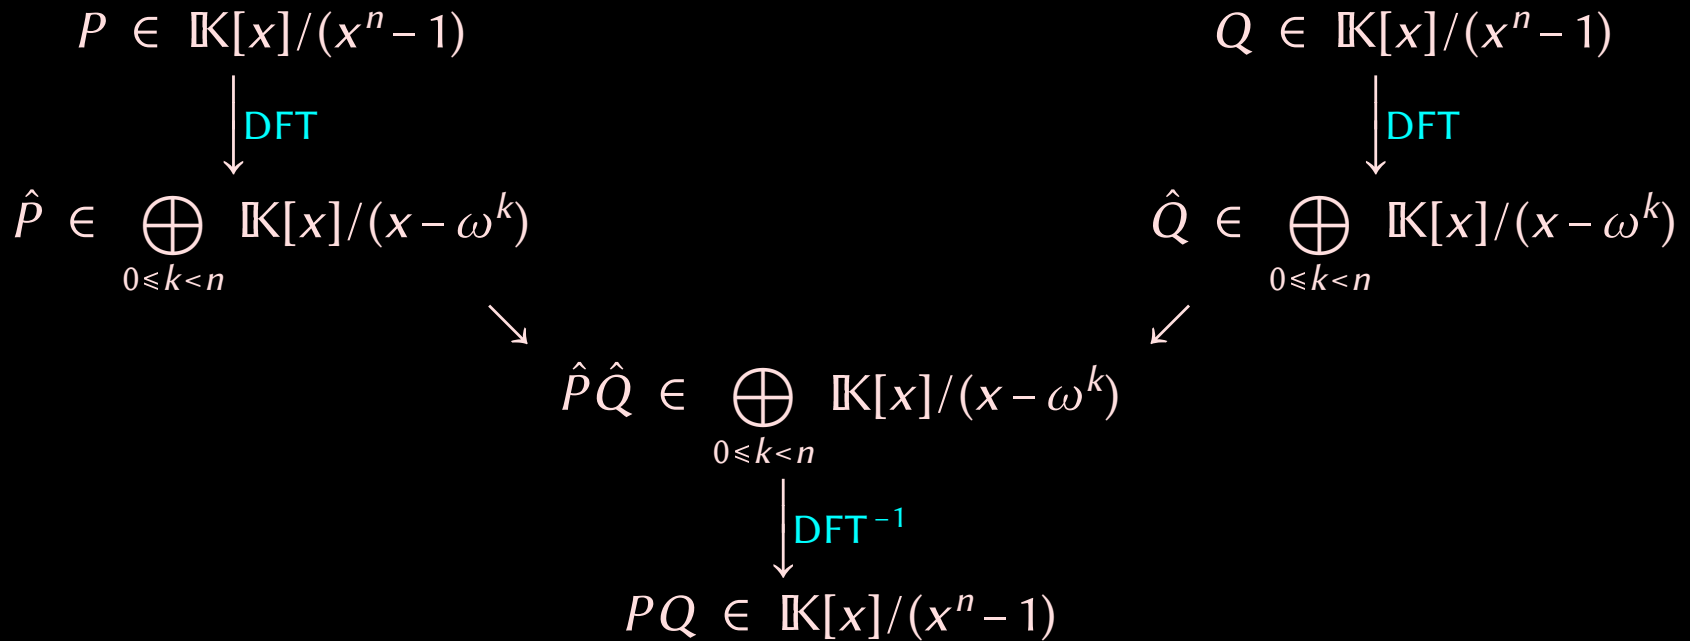 P ∈ 𝕂[x]/(xⁿ – 1) Q ∈ 𝕂[x]/(xⁿ – 1)
DFT DFT
P̂ ∈ ⨁ 𝕂[x]/(x – ωᵏ) Q̂ ∈ ⨁ 𝕂[x]/(x – ωᵏ)
0⩽k<n 0⩽k<n
P̂Q̂ ∈ ⨁ 𝕂[x]/(x – ωᵏ)
0⩽k<n
DFT⁻¹
PQ ∈ 𝕂[x]/(xⁿ – 1)